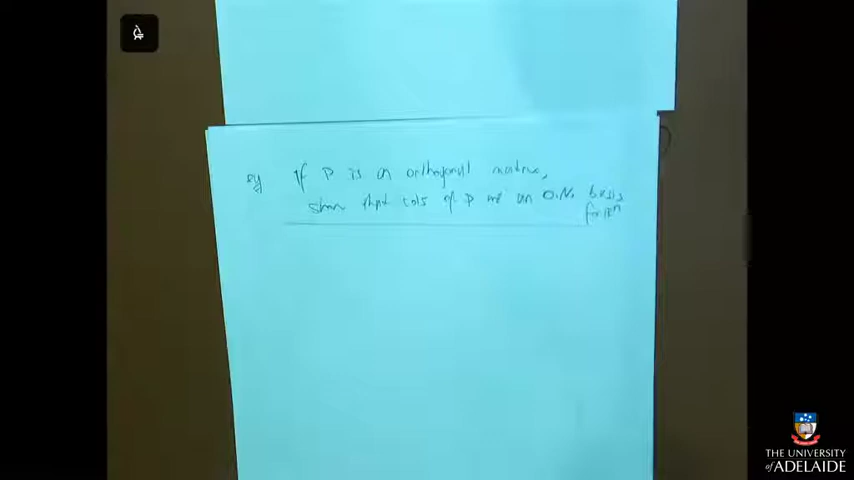 eg If P is an orthogonal matrix,
show that cols of P are an O.N. basis
for ℝⁿ
THE UNIVERSITY
of ADELAIDE